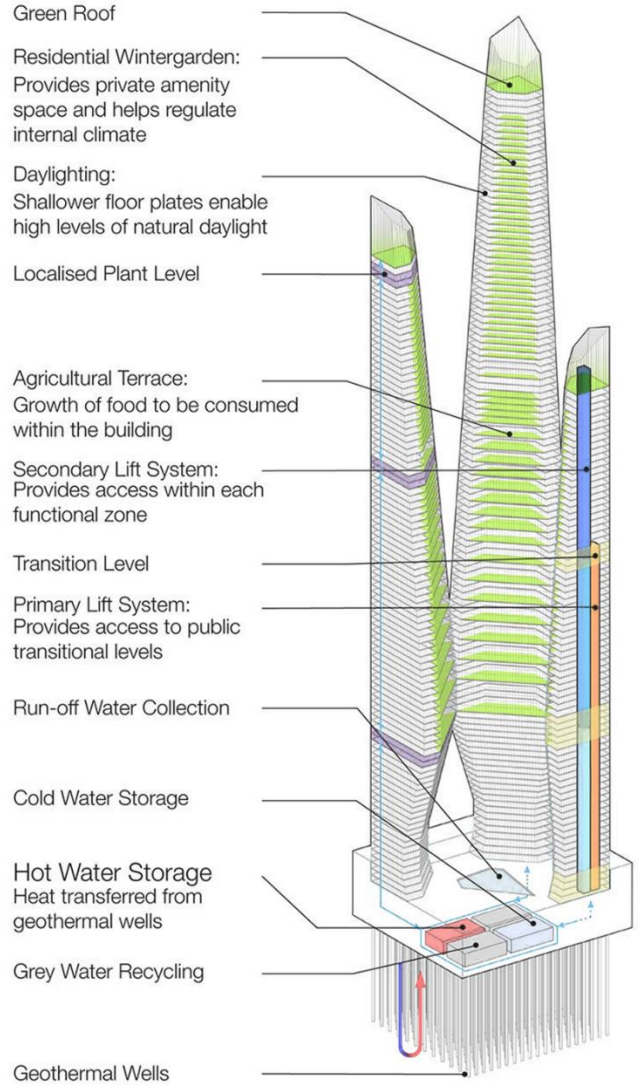 Green Roof
Residential Wintergarden:
Provides private amenity
space and helps regulate
internal climate
Daylighting:
Shallower floor plates enable
high levels of natural daylight
Localised Plant Level
Agricultural Terrace:
Growth of food to be consumed
within the building
Secondary Lift System:
Provides access within each
functional zone
Transition Level
Primary Lift System:
Provides access to public
transitional levels
Run-off Water Collection
Cold Water Storage
Hot Water Storage
Heat transferred from
geothermal wells
Grey Water Recycling
Geothermal Wells